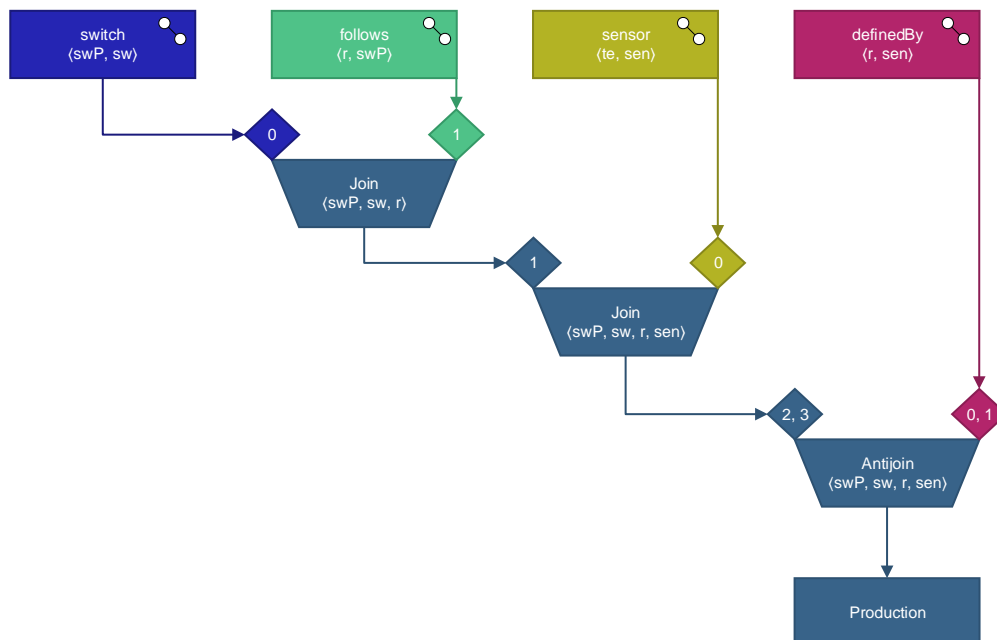 switch
⟨swP, sw⟩
follows
⟨r, swP⟩
sensor
⟨te, sen⟩
definedBy
⟨r, sen⟩
0
1
Join
⟨swP, sw, r⟩
1
0
Join
⟨swP, sw, r, sen⟩
2, 3
0, 1
Antijoin
⟨swP, sw, r, sen⟩
Production